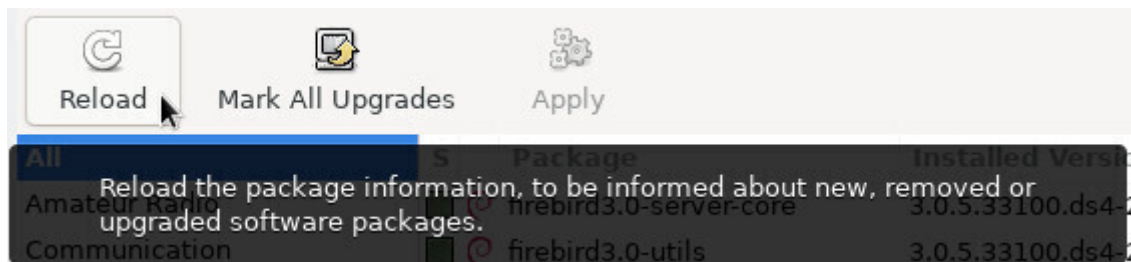 Reload Mark All Upgrades Apply
All S Package Installed Versi
Reload the package information, to be informed about new, removed or
upgraded software packages.
Amateur Radio firebird3.0-server-core 3.0.5.33100.ds4-2
Communication firebird3.0-utils 3.0.5.33100.ds4-2